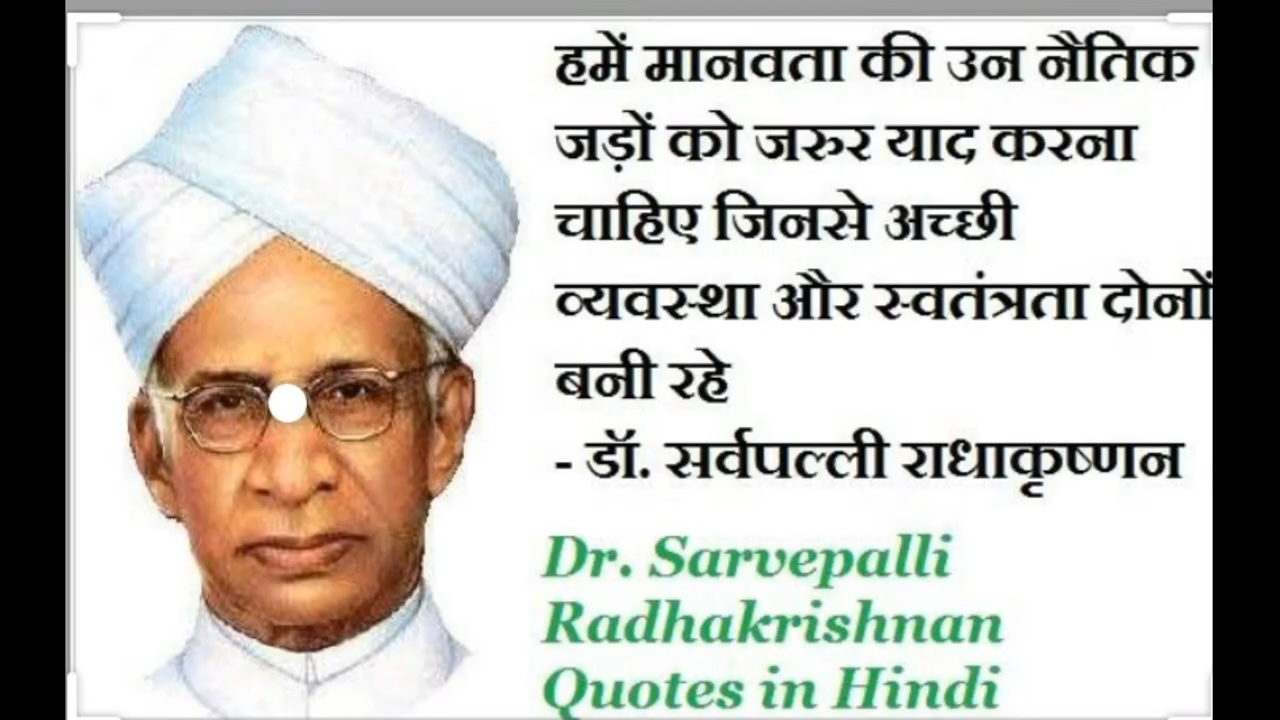 हमें मानवता की उन नैतिक
जड़ों को जरुर याद करना
चाहिए जिनसे अच्छी
व्यवस्था और स्वतंत्रता दोनों
बनी रहे
- डॉ. सर्वपल्ली राधाकृष्णन
Dr. Sarvepalli
Radhakrishnan
Quotes in Hindi